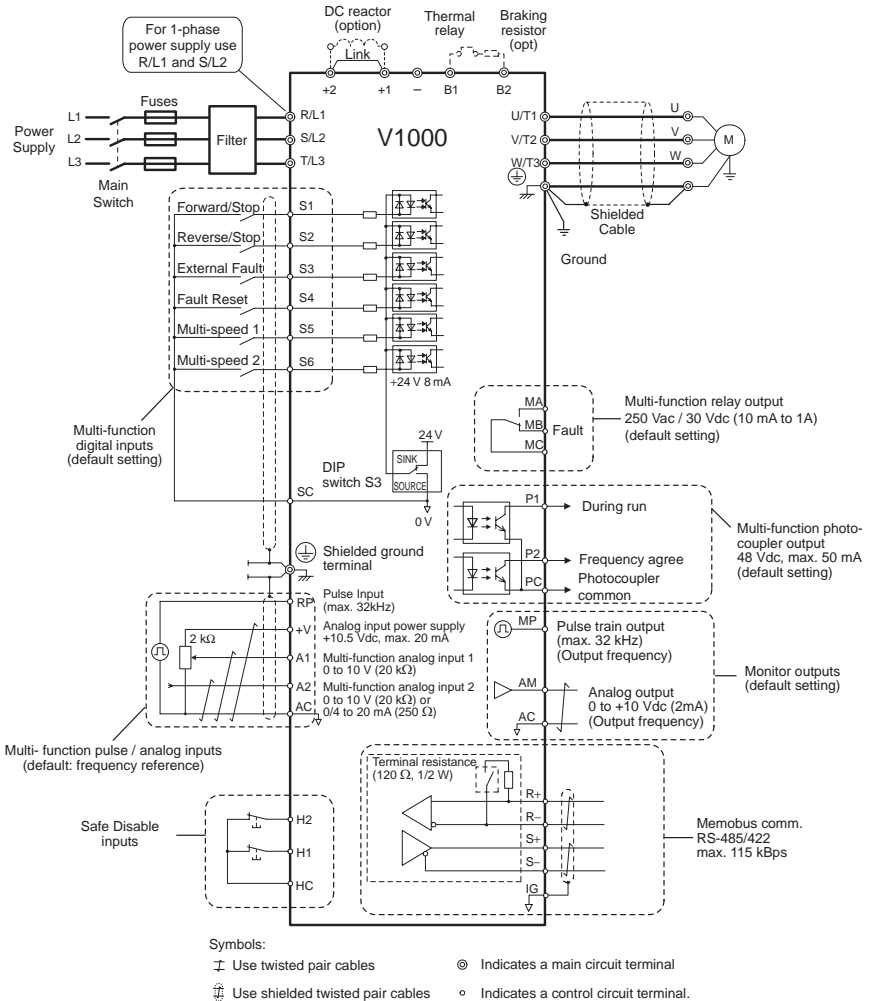 For 1-phase
power supply use
R/L1 and S/L2
DC reactor
(option)
Link
Thermal
relay
Braking
resistor
(opt)
+2
+1
–
B1
B2
Power
Supply
L1
L2
L3
Fuses
Main
Switch
Filter
R/L1
S/L2
T/L3
V1000
U/T1
V/T2
W/T3
U
V
W
M
Shielded
Cable
Ground
Forward/Stop
S1
Reverse/Stop
S2
External Fault
S3
Fault Reset
S4
Multi-speed 1
S5
Multi-speed 2
S6
+24 V 8 mA
Multi-function
digital inputs
(default setting)
24 V
SINK
SOURCE
DIP
switch S3
SC
0 V
MA
MB
MC
Fault
Multi-function relay output
250 Vac / 30 Vdc (10 mA to 1A)
(default setting)
P1
During run
P2
Frequency agree
PC
Photocoupler
common
Multi-function photo-
coupler output
48 Vdc, max. 50 mA
(default setting)
Shielded ground
terminal
RP
Pulse Input
(max. 32kHz)
2 kΩ
+V
Analog input power supply
+10.5 Vdc, max. 20 mA
A1
Multi-function analog input 1
0 to 10 V (20 kΩ)
A2
Multi-function analog input 2
0 to 10 V (20 kΩ) or
0/4 to 20 mA (250 Ω)
AC
Multi- function pulse / analog inputs
(default: frequency reference)
MP
Pulse train output
(max. 32 kHz)
(Output frequency)
AM
Analog output
0 to +10 Vdc (2mA)
(Output frequency)
AC
Monitor outputs
(default setting)
Terminal resistance
(120 Ω, 1/2 W)
R+
R−
S+
S−
IG
Memobus comm.
RS-485/422
max. 115 kBps
Safe Disable
inputs
H2
H1
HC
Symbols:
Use twisted pair cables
Indicates a main circuit terminal
Use shielded twisted pair cables
Indicates a control circuit terminal.